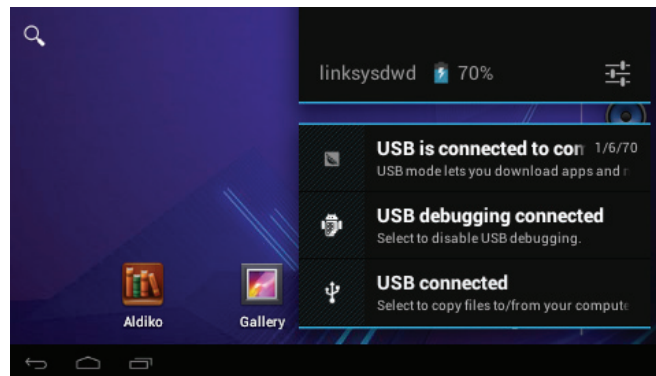 linksysdwd 70%
USB is connected to con 1/6/70
USB mode lets you download apps and
USB debugging connected
Select to disable USB debugging.
USB connected
Select to copy files to/from your compute
Aldiko Gallery